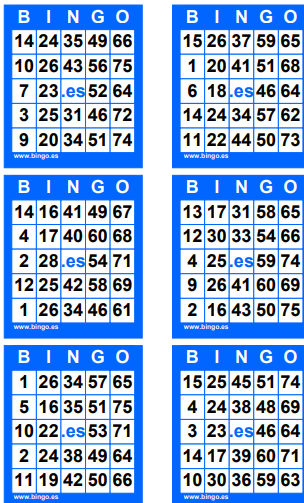 B I N G O
14 24 35 49 66
10 26 43 56 75
7 23 .es 52 64
3 25 31 46 72
9 20 34 51 74
www.bingo.es
B I N G O
15 26 37 59 65
1 20 41 51 68
6 18 .es 46 64
14 24 34 57 62
11 22 44 50 73
www.bingo.es
B I N G O
14 16 41 49 67
4 17 40 60 68
2 28 .es 54 71
12 25 42 58 69
1 26 34 46 61
www.bingo.es
B I N G O
13 17 31 58 65
12 30 33 54 66
4 25 .es 59 74
9 26 41 60 69
2 16 43 50 75
www.bingo.es
B I N G O
1 26 34 57 65
5 16 35 51 75
10 22 .es 53 71
2 24 38 49 64
11 19 42 50 66
B I N G O
15 25 45 51 74
4 24 38 48 69
3 23 .es 46 64
14 17 39 60 71
10 30 36 59 63